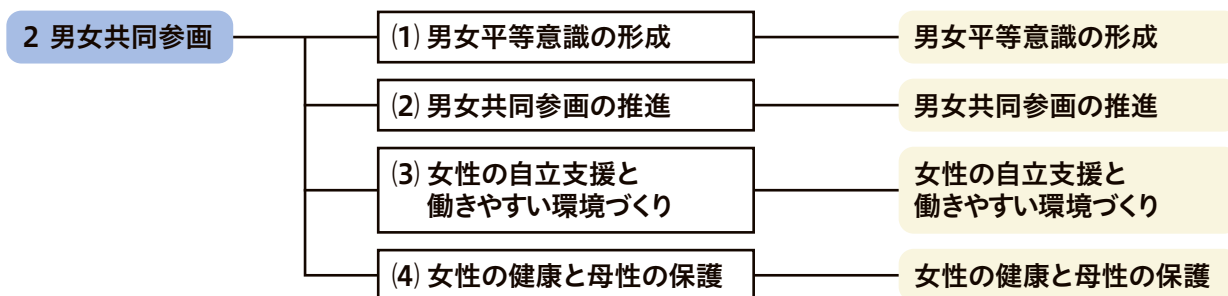 2 男女共同参画
(1) 男女平等意識の形成
男女平等意識の形成
(2) 男女共同参画の推進
男女共同参画の推進
(3) 女性の自立支援と
働きやすい環境づくり
女性の自立支援と
働きやすい環境づくり
(4) 女性の健康と母性の保護
女性の健康と母性の保護